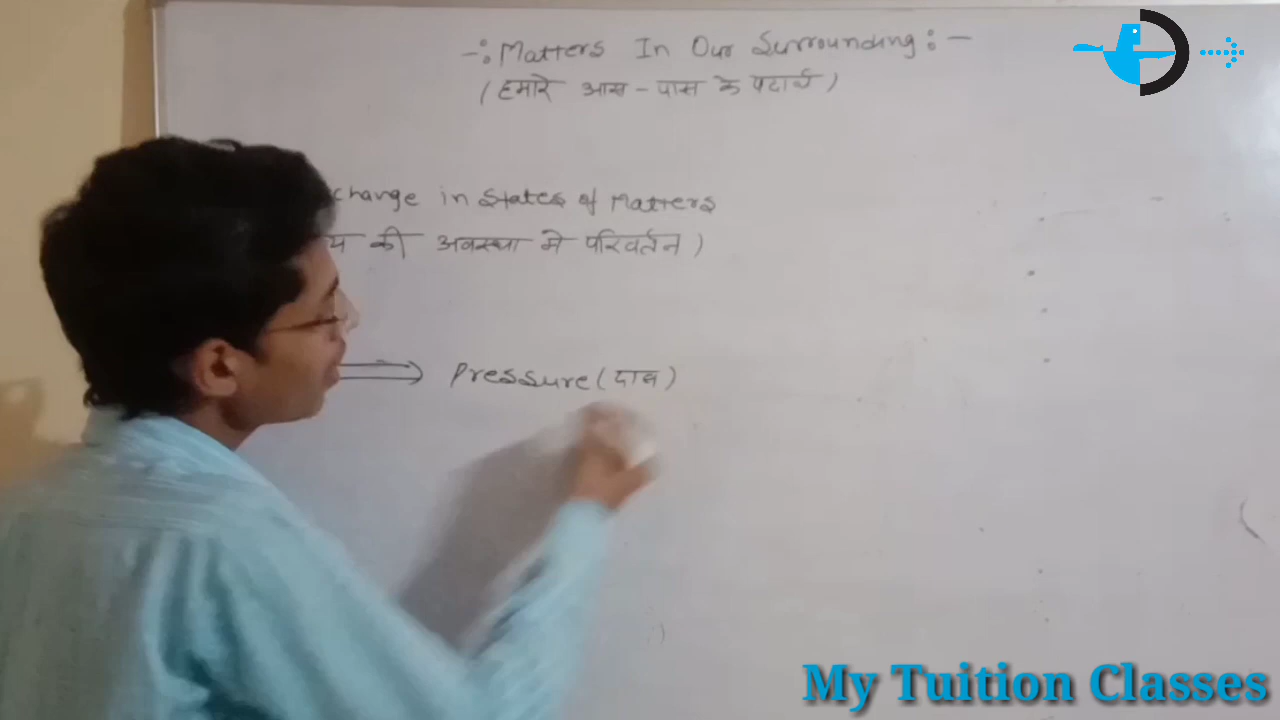 -: Matters In Our Surrounding :-
(हमारे आस - पास के पदार्थ)
change in states of Matters
की अवस्था मे परिवर्तन)
Pressure (दाब)
My Tuition Classes